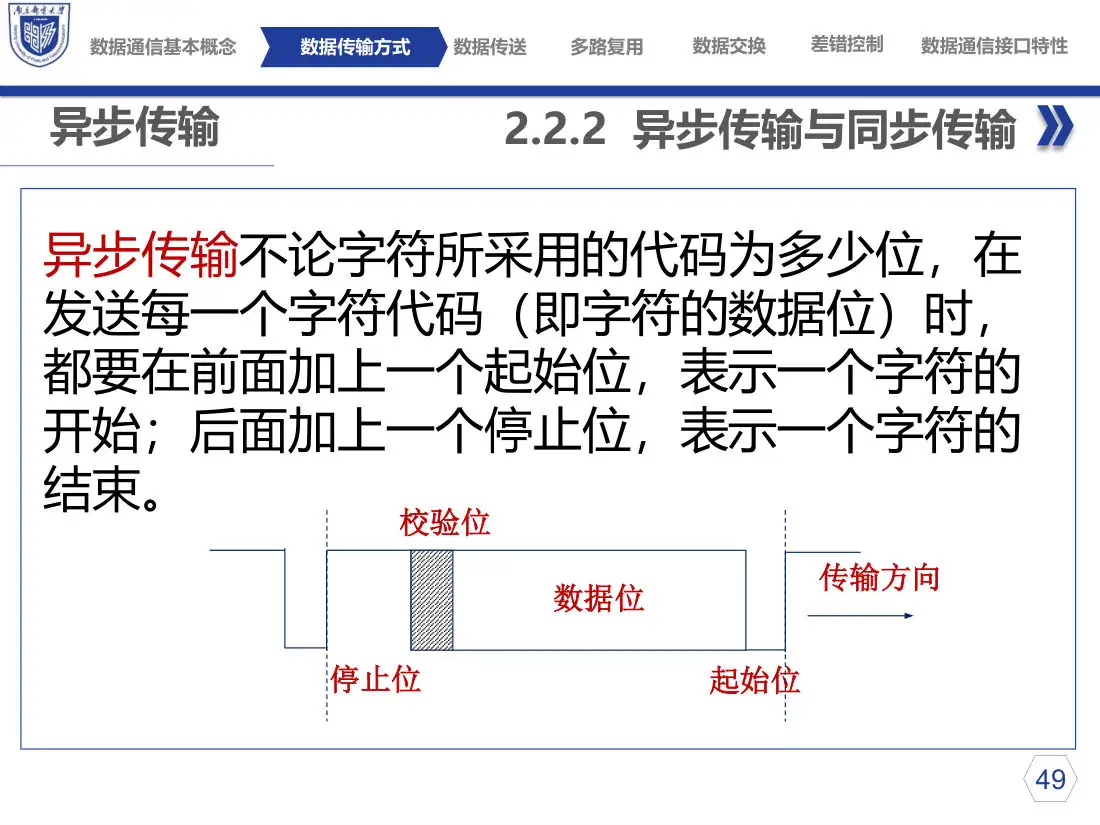 数据通信基本概念 数据传输方式 数据传送 多路复用 数据交换 差错控制 数据通信接口特性
异步传输
2.2.2 异步传输与同步传输
异步传输不论字符所采用的代码为多少位，在
发送每一个字符代码（即字符的数据位）时，
都要在前面加上一个起始位，表示一个字符的
开始；后面加上一个停止位，表示一个字符的
结束。
校验位
传输方向
数据位
停止位
起始位
49